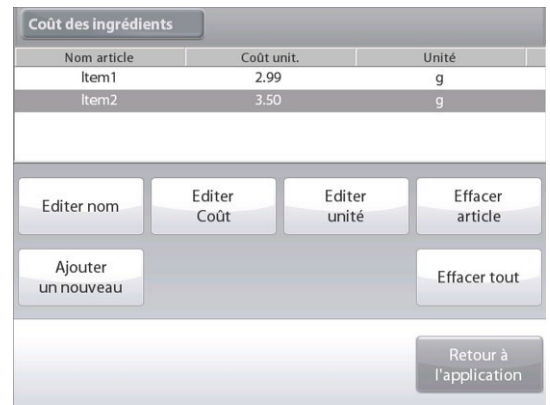 Coût des ingrédients
Nom article Coût unit. Unité
Item1 2.99 g
Item2 3.50 g
Editer nom
Editer
Coût
Editer
unité
Effacer
article
Ajouter
un nouveau
Effacer tout
Retour à
l'application